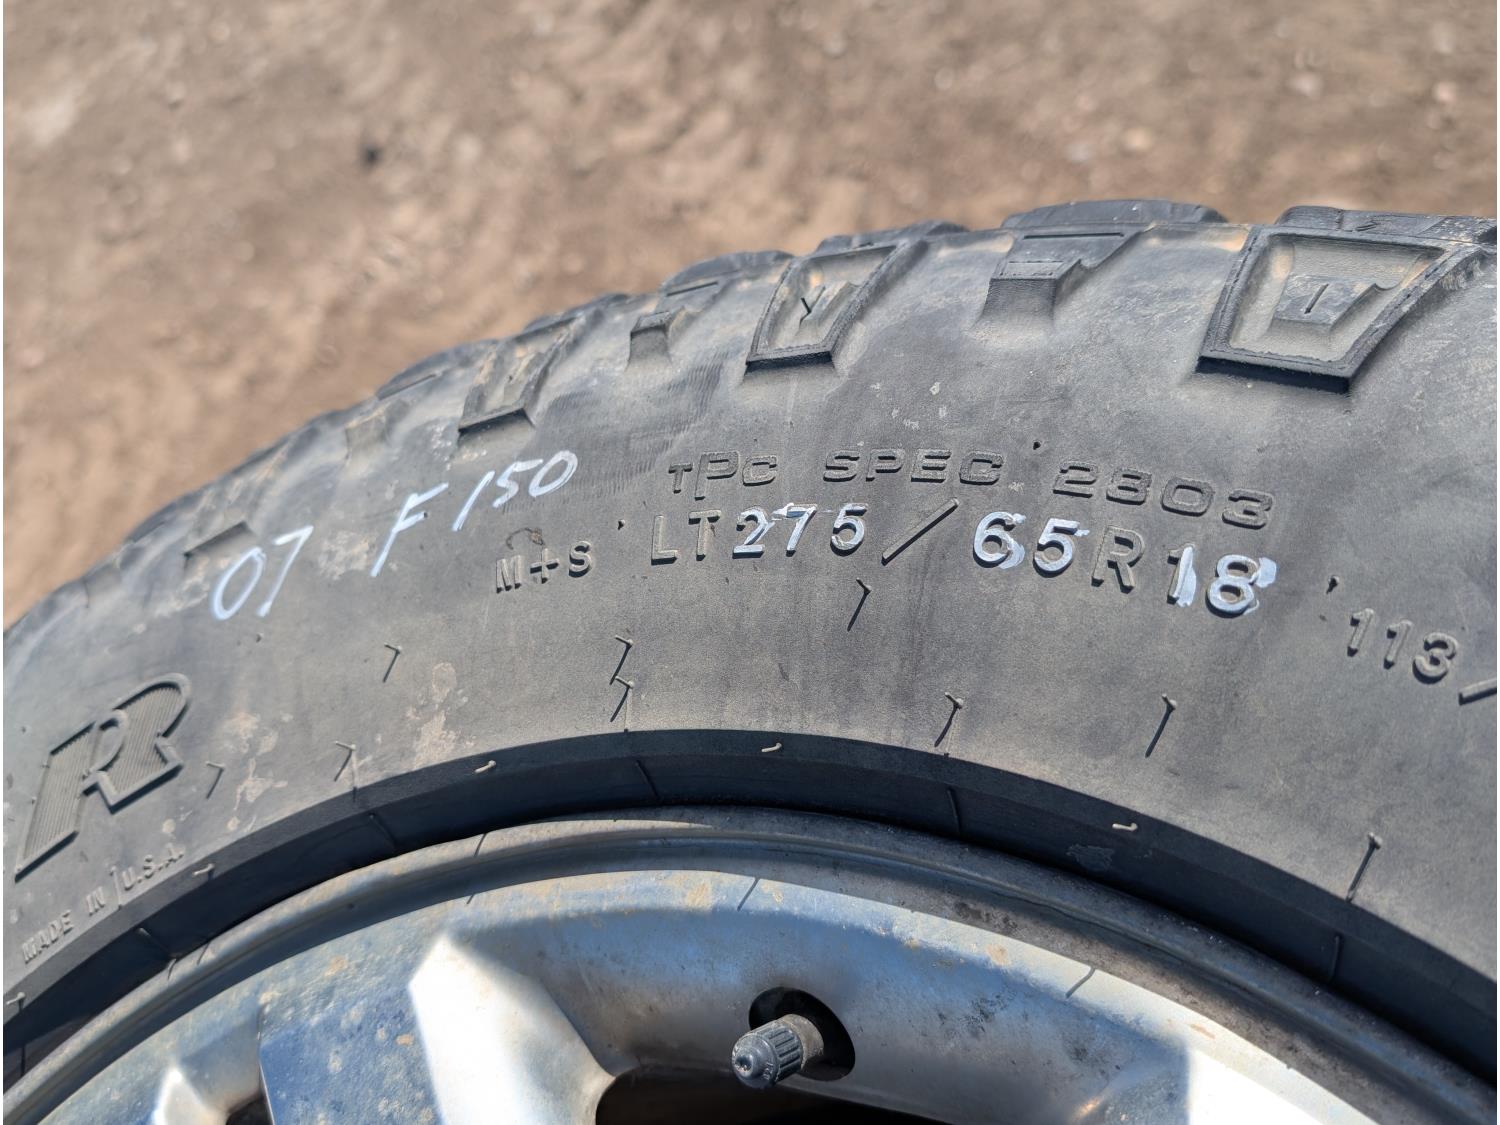 07 F150
TPC SPEC 2803
M+S LT275/65R18 113/
R
MADE IN U.S.A.